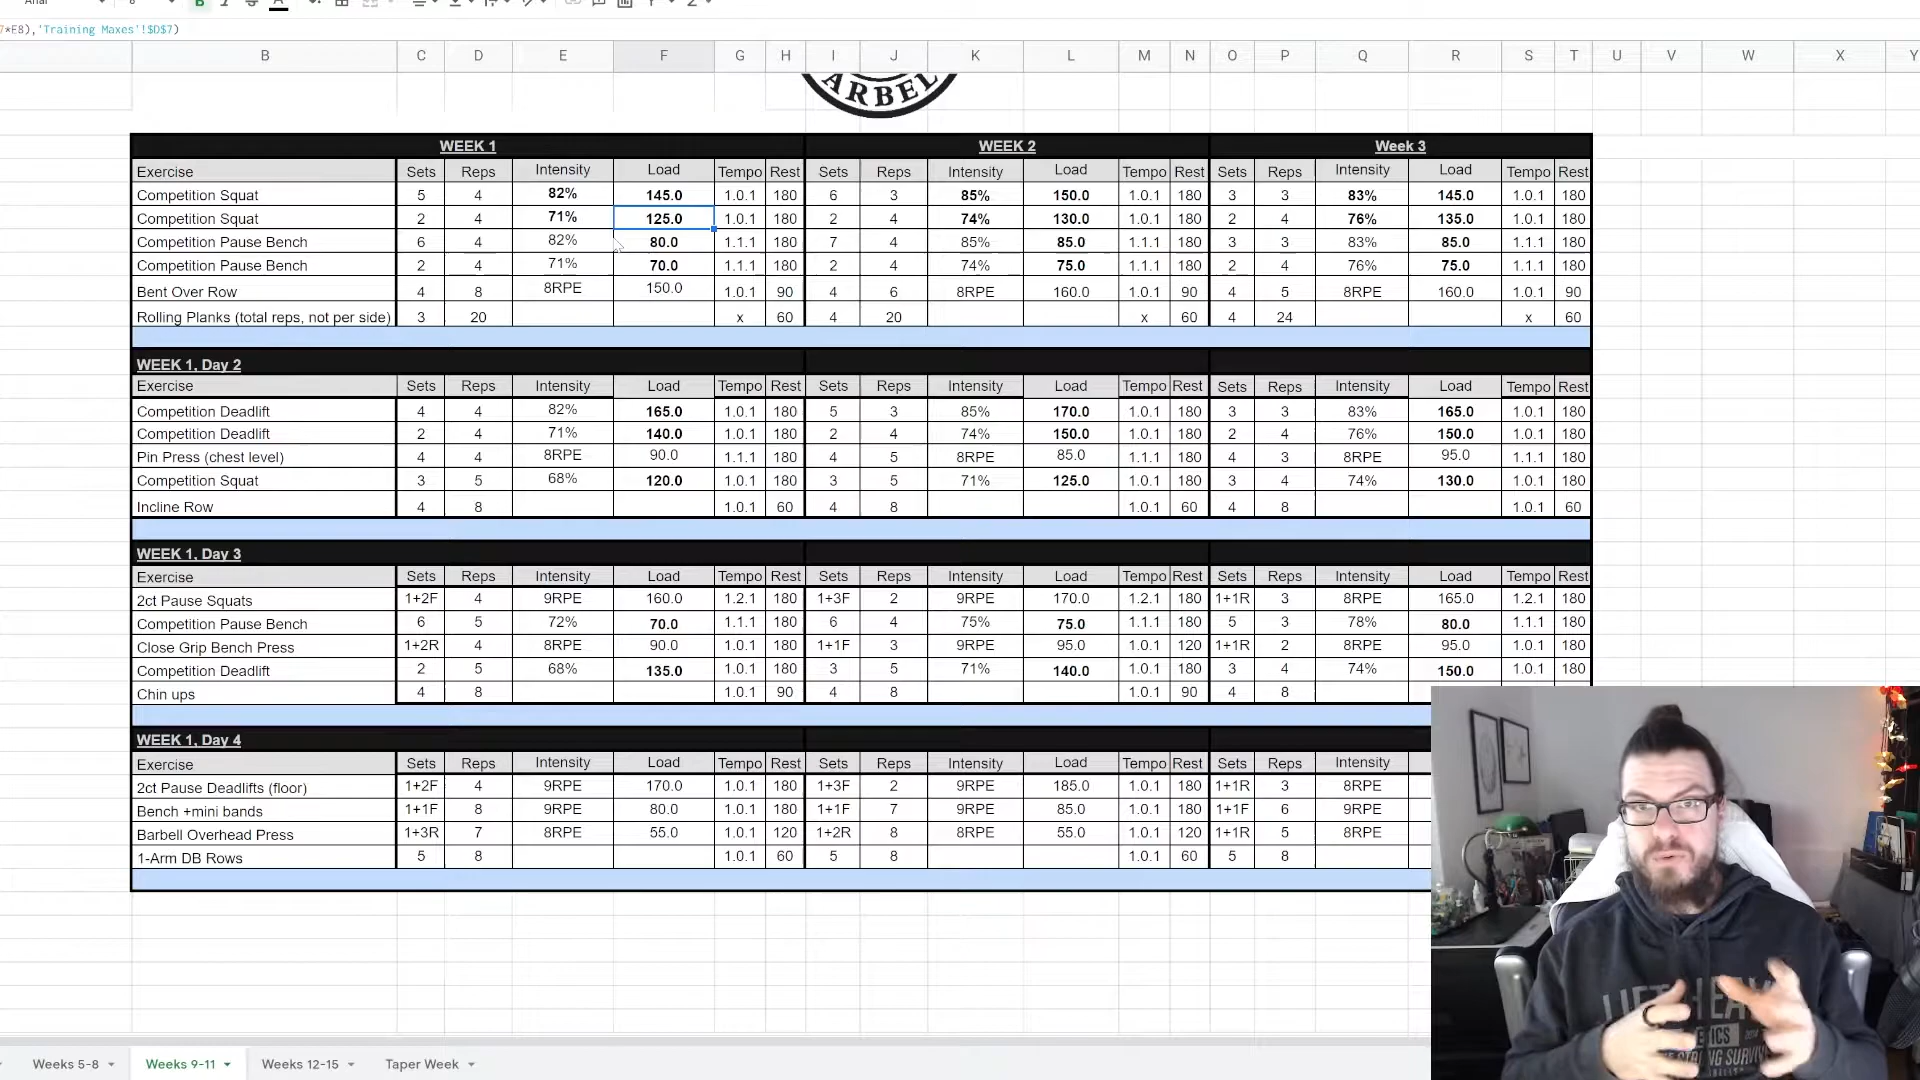 7*E8),'Training Maxes'!$D$7)
B C D E F G H I J K L M N O P Q R S T U V W X Y
ARBEL
WEEK 1 WEEK 2 Week 3
Exercise Sets Reps Intensity Load Tempo Rest Sets Reps Intensity Load Tempo Rest Sets Reps Intensity Load Tempo Rest
Competition Squat 5 4 82% 145.0 1.0.1 180 6 3 85% 150.0 1.0.1 180 3 3 83% 145.0 1.0.1 180
Competition Squat 2 4 71% 125.0 1.0.1 180 2 4 74% 130.0 1.0.1 180 2 4 76% 135.0 1.0.1 180
Competition Pause Bench 6 4 82% 80.0 1.1.1 180 7 4 85% 85.0 1.1.1 180 3 3 83% 85.0 1.1.1 180
Competition Pause Bench 2 4 71% 70.0 1.1.1 180 2 4 74% 75.0 1.1.1 180 2 4 76% 75.0 1.1.1 180
Bent Over Row 4 8 8RPE 150.0 1.0.1 90 4 6 8RPE 160.0 1.0.1 90 4 5 8RPE 160.0 1.0.1 90
Rolling Planks (total reps, not per side) 3 20 x 60 4 20 x 60 4 24 x 60
WEEK 1, Day 2
Exercise Sets Reps Intensity Load Tempo Rest Sets Reps Intensity Load Tempo Rest Sets Reps Intensity Load Tempo Rest
Competition Deadlift 4 4 82% 165.0 1.0.1 180 5 3 85% 170.0 1.0.1 180 3 3 83% 165.0 1.0.1 180
Competition Deadlift 2 4 71% 140.0 1.0.1 180 2 4 74% 150.0 1.0.1 180 2 4 76% 150.0 1.0.1 180
Pin Press (chest level) 4 4 8RPE 90.0 1.1.1 180 4 5 8RPE 85.0 1.1.1 180 4 3 8RPE 95.0 1.1.1 180
Competition Squat 3 5 68% 120.0 1.0.1 180 3 5 71% 125.0 1.0.1 180 3 4 74% 130.0 1.0.1 180
Incline Row 4 8 1.0.1 60 4 8 1.0.1 60 4 8 1.0.1 60
WEEK 1, Day 3
Exercise Sets Reps Intensity Load Tempo Rest Sets Reps Intensity Load Tempo Rest Sets Reps Intensity Load Tempo Rest
2ct Pause Squats 1+2F 4 9RPE 160.0 1.2.1 180 1+3F 2 9RPE 170.0 1.2.1 180 1+1R 3 8RPE 165.0 1.2.1 180
Competition Pause Bench 6 5 72% 70.0 1.1.1 180 6 4 75% 75.0 1.1.1 180 5 3 78% 80.0 1.1.1 180
Close Grip Bench Press 1+2R 4 8RPE 90.0 1.0.1 180 1+1F 3 9RPE 95.0 1.0.1 120 1+1R 2 8RPE 95.0 1.0.1 180
Competition Deadlift 2 5 68% 135.0 1.0.1 180 3 5 71% 140.0 1.0.1 180 3 4 74% 150.0 1.0.1 180
Chin ups 4 8 1.0.1 90 4 8 1.0.1 90 4 8
WEEK 1, Day 4
Exercise Sets Reps Intensity Load Tempo Rest Sets Reps Intensity Load Tempo Rest Sets Reps Intensity
2ct Pause Deadlifts (floor) 1+2F 4 9RPE 170.0 1.0.1 180 1+3F 2 9RPE 185.0 1.0.1 180 1+1R 3 8RPE
Bench +mini bands 1+1F 8 9RPE 80.0 1.0.1 180 1+1F 7 9RPE 85.0 1.0.1 180 1+1F 6 9RPE
Barbell Overhead Press 1+3R 7 8RPE 55.0 1.0.1 120 1+2R 8 8RPE 55.0 1.0.1 120 1+1R 5 8RPE
1-Arm DB Rows 5 8 1.0.1 60 5 8 1.0.1 60 5 8
Weeks 5-8 Weeks 9-11 Weeks 12-15 Taper Week